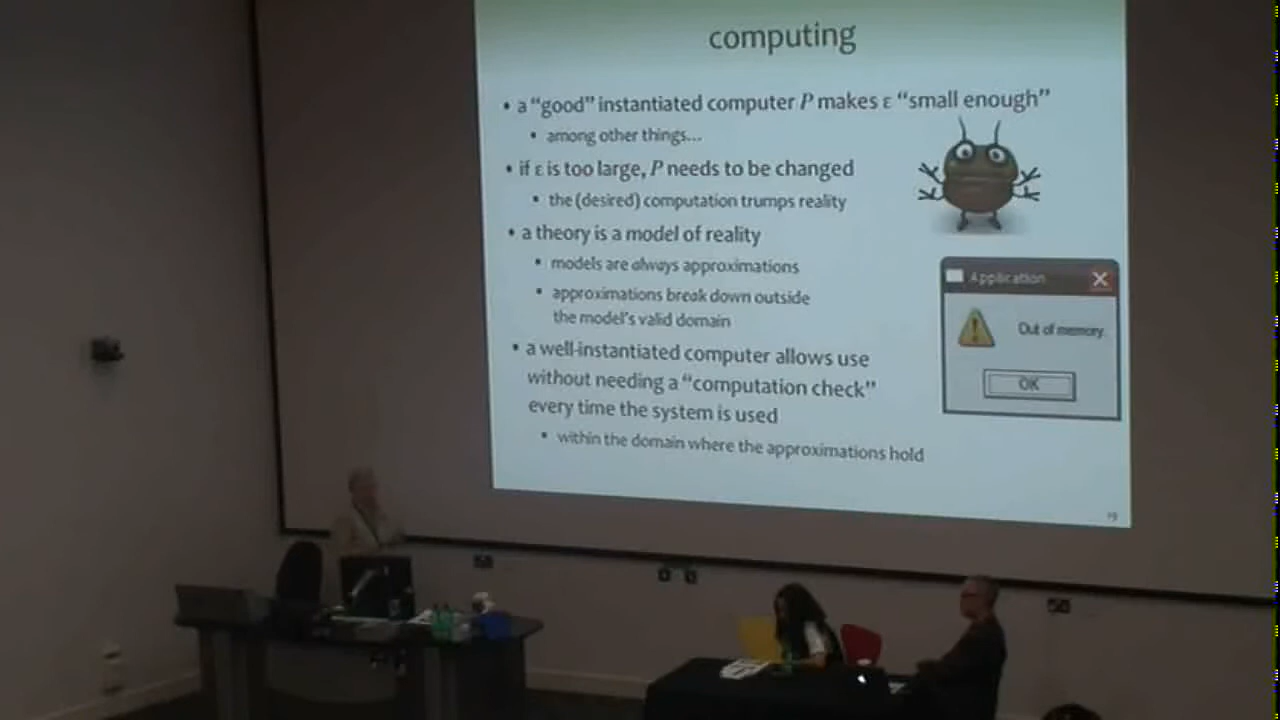 computing
• a “good” instantiated computer P makes ε “small enough”
▪ among other things...
• if ε is too large, P needs to be changed
▪ the (desired) computation trumps reality
• a theory is a model of reality
▪ models are always approximations
▪ approximations break down outside
the model's valid domain
• a well-instantiated computer allows use
without needing a “computation check”
every time the system is used
▪ within the domain where the approximations hold
Application
Out of memory.
OK
19